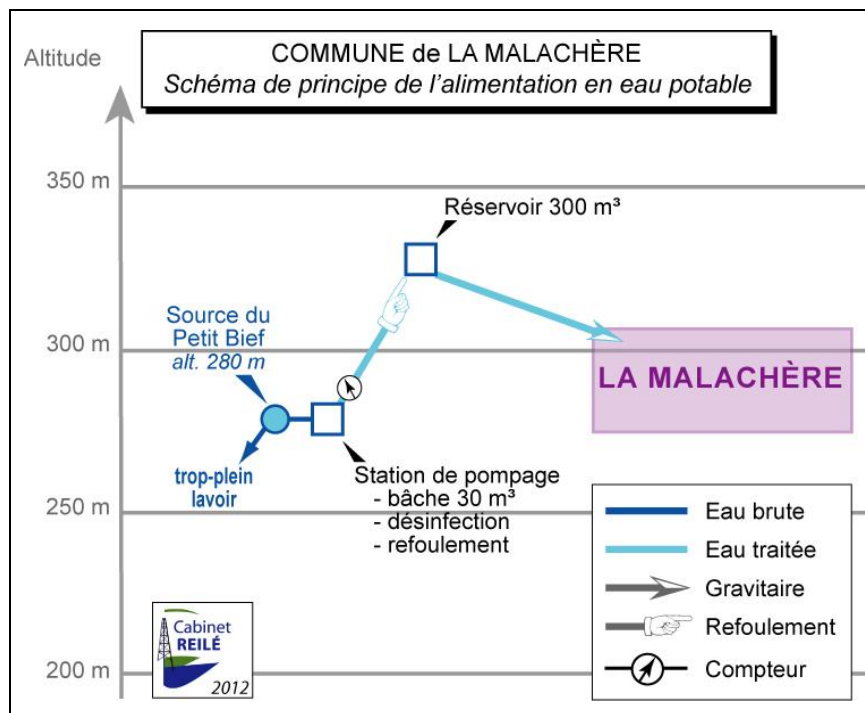 COMMUNE de LA MALACHÈRE
Schéma de principe de l'alimentation en eau potable
Altitude
350 m
Réservoir 300 m³
Source du
Petit Bief
alt. 280 m
300 m
LA MALACHÈRE
trop-plein
lavoir
Station de pompage
- bâche 30 m³
- désinfection
- refoulement
250 m
Eau brute
Eau traitée
Gravitaire
Refoulement
Compteur
Cabinet
REILÉ
2012
200 m